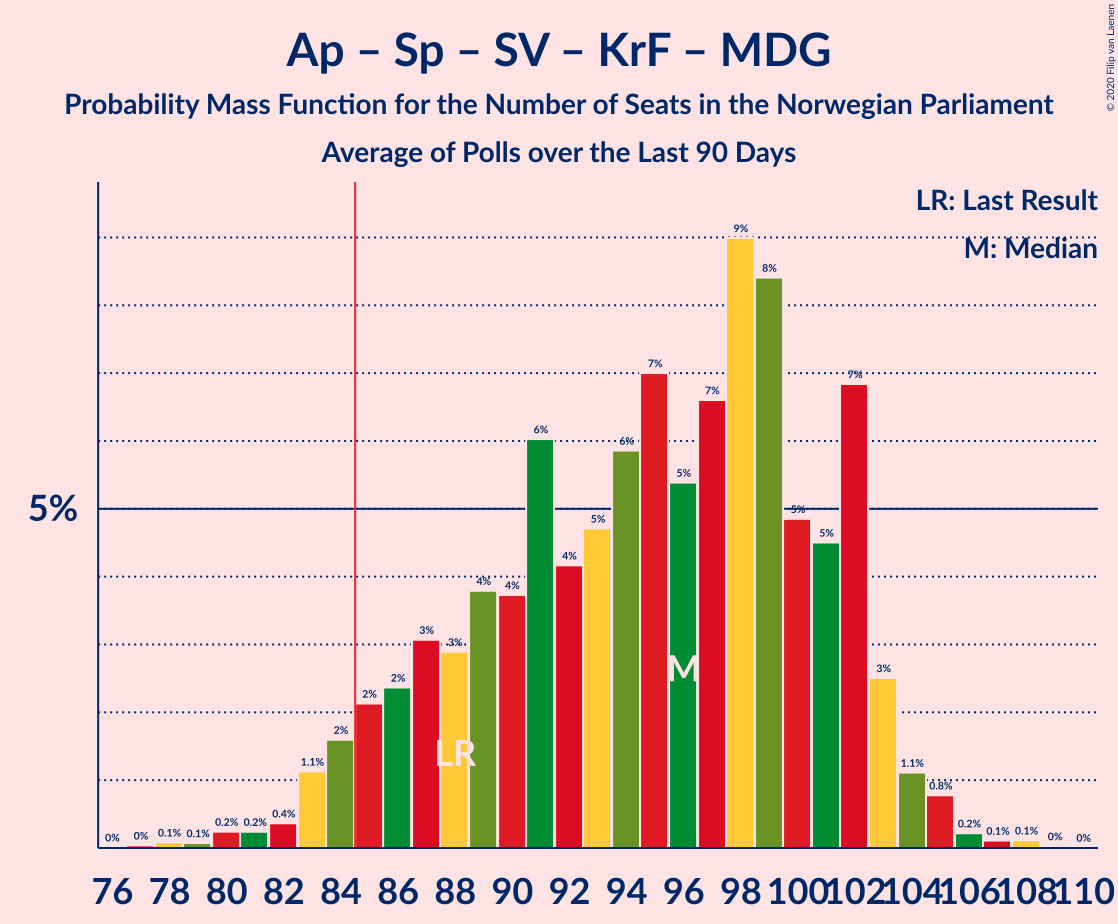 Ap – Sp – SV – KrF – MDG
Probability Mass Function for the Number of Seats in the Norwegian Parliament
Average of Polls over the Last 90 Days
© 2020 Filip van Laenen
LR: Last Result
M: Median
5%
0% 0% 0.1% 0.1% 0.2% 0.2% 0.4% 1.1% 2% 2% 2% 3% 3% 4% 4% 6% 4% 5% 6% 7% 5% 7% 9% 8% 5% 5% 7% 3% 1.1% 0.8% 0.2% 0.1% 0.1% 0% 0%
LR
M
76 78 80 82 84 86 88 90 92 94 96 98 100 102 104 106 108 110